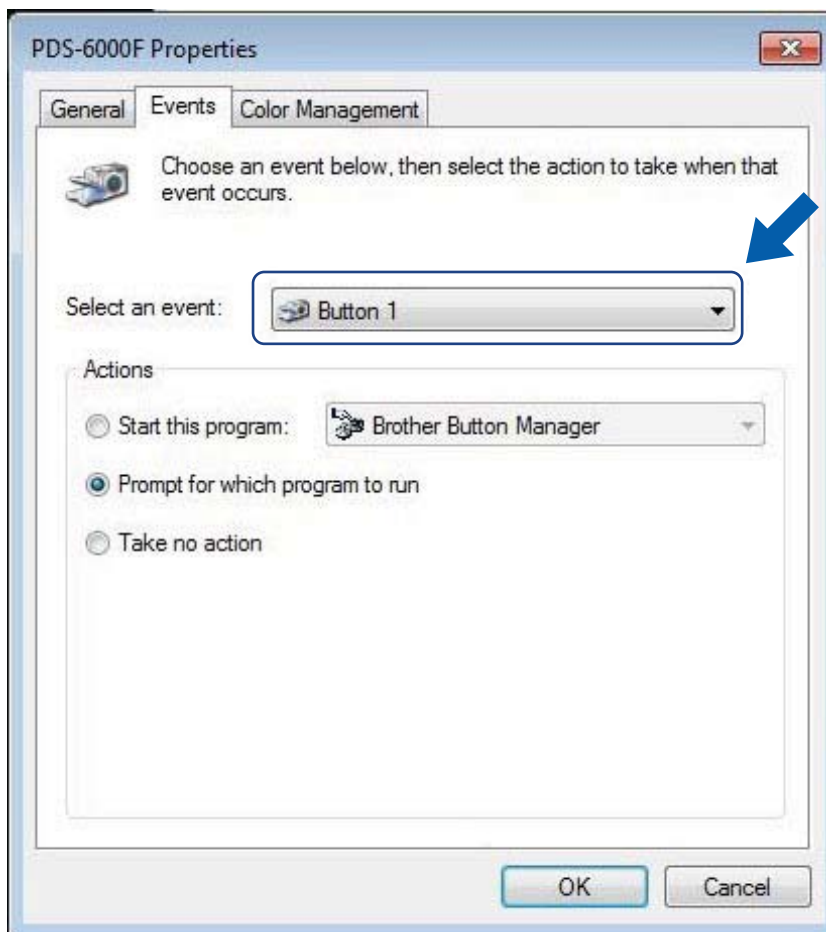 PDS-6000F Properties
General Events Color Management
Choose an event below, then select the action to take when that
event occurs.
Select an event: Button 1
Actions
Start this program: Brother Button Manager
Prompt for which program to run
Take no action
OK Cancel